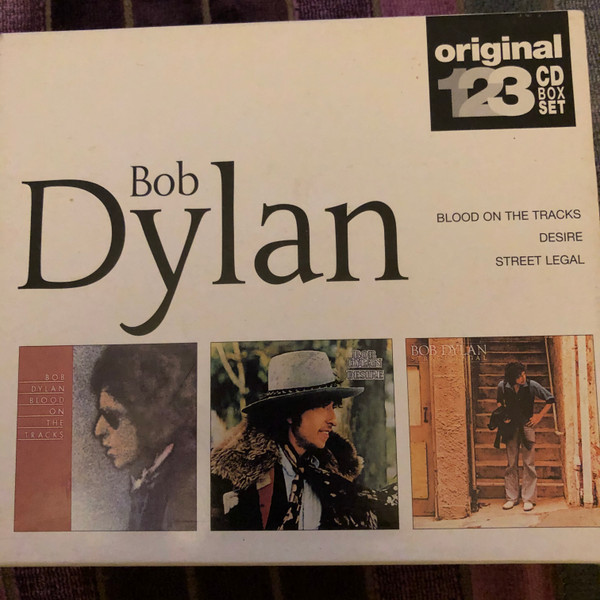 original
123 CD
BOX
SET
Bob
Dylan
BLOOD ON THE TRACKS
DESIRE
STREET LEGAL
BOB
DYLAN
BLOOD
ON
THE
TRACKS
BOB DYLAN